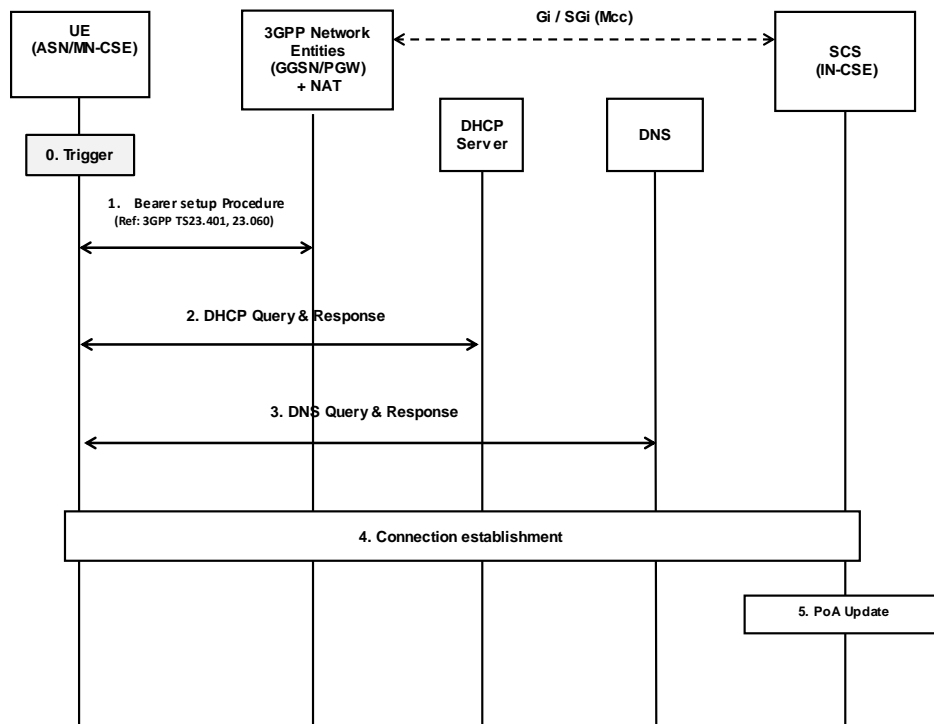 UE
(ASN/MN-CSE)
3GPP Network
Entities
(GGSN/PGW)
+ NAT
Gi / SGi (Mcc)
SCS
(IN-CSE)
DHCP
Server
DNS
0. Trigger
1. Bearer setup Procedure
(Ref: 3GPP TS23.401, 23.060)
2. DHCP Query & Response
3. DNS Query & Response
4. Connection establishment
5. PoA Update